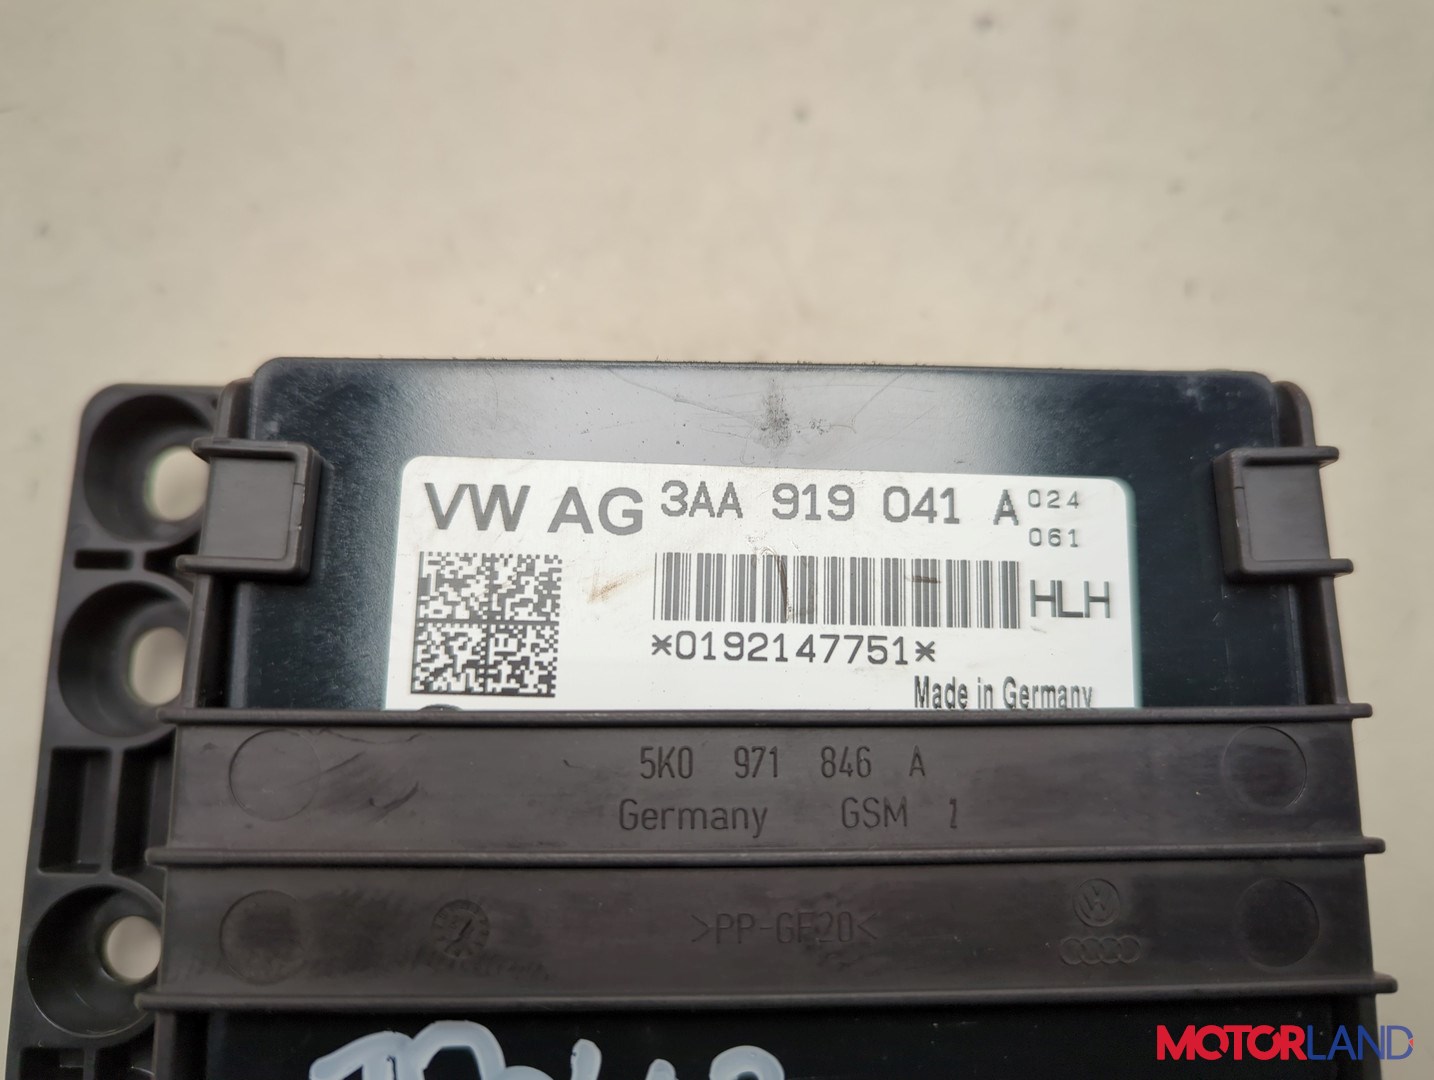 VW AG 3AA 919 041 A 024
061
HLH
*0192147751*
Made in Germany
5K0 971 846 A
Germany GSM 1
>PP-GF20<
MOTORLAND